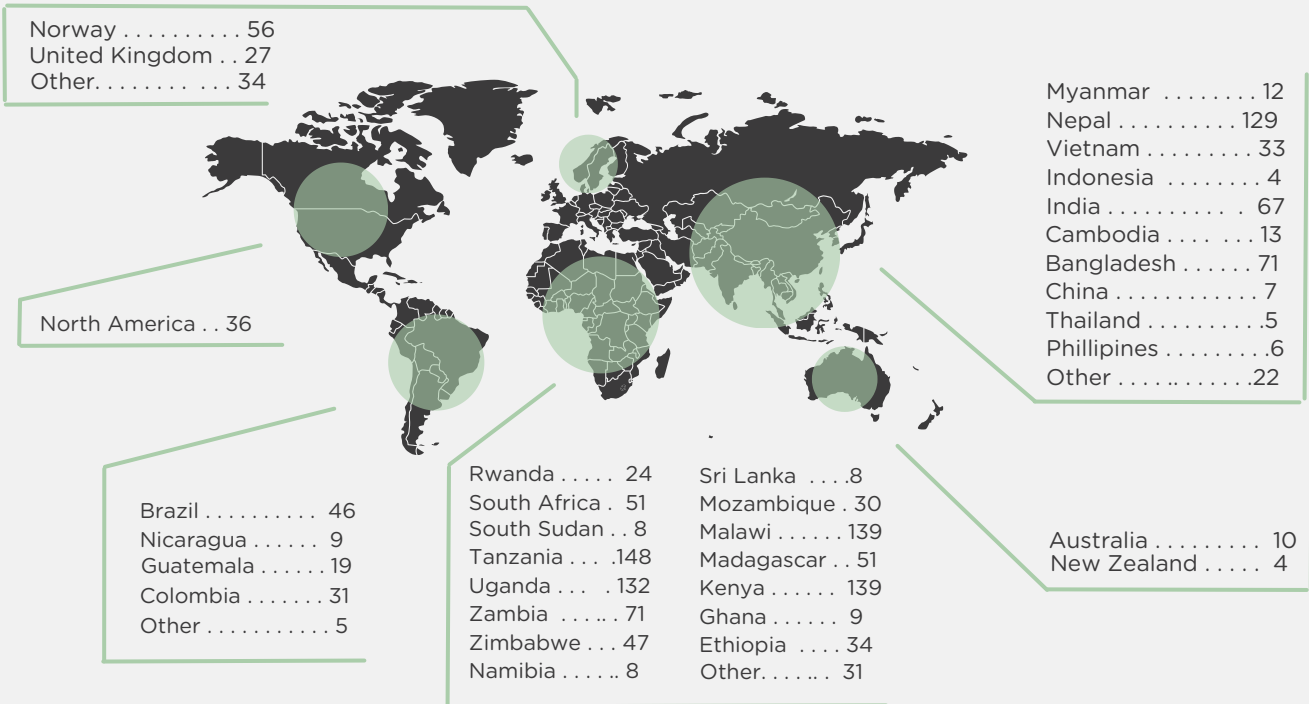 Norway . . . . . . . . . . 56
United Kingdom . . 27
Other. . . . . . . . . . . 34
Myanmar . . . . . . . . 12
Nepal . . . . . . . . . . 129
Vietnam . . . . . . . . . 33
Indonesia . . . . . . . . 4
India . . . . . . . . . . . 67
Cambodia . . . . . . . 13
Bangladesh . . . . . . 71
China . . . . . . . . . . . . 7
Thailand . . . . . . . . . .5
Phillipines . . . . . . . . .6
Other . . . . .. . . . . . .22
North America . . 36
Brazil . . . . . . . . . . 46
Nicaragua . . . . . . 9
Guatemala . . . . . . 19
Colombia . . . . . . . 31
Other . . . . . . . . . . . 5
Rwanda . . . . . 24
South Africa . 51
South Sudan . . 8
Tanzania . . . .148
Uganda . . . . .132
Zambia . . . .. . 71
Zimbabwe . . . 47
Namibia . . . . .. 8
Sri Lanka . . . .8
Mozambique . 30
Malawi . . . . . . 139
Madagascar . . 51
Kenya . . . . . . 139
Ghana . . . . . . 9
Ethiopia . . . . 34
Other. . . . .. . 31
Australia . . . . . . . . . 10
New Zealand . . . . . 4